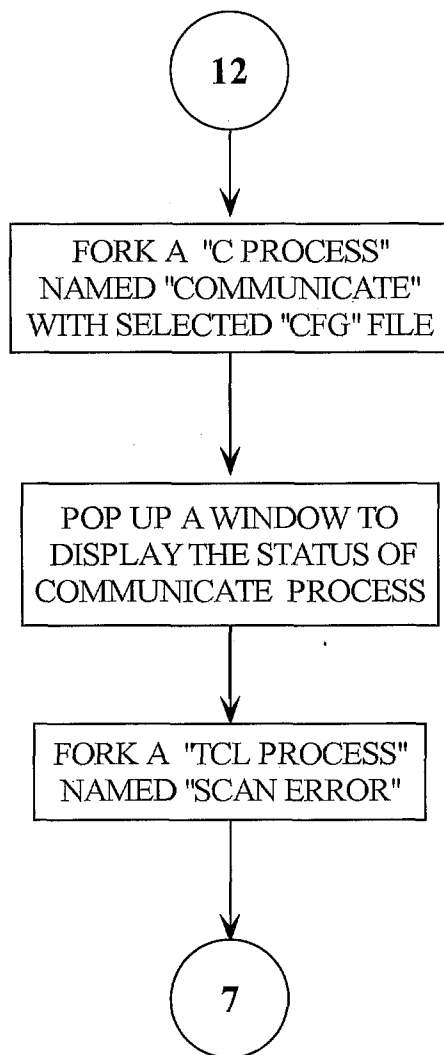 12
FORK A "C PROCESS"
NAMED "COMMUNICATE"
WITH SELECTED "CFG" FILE
POP UP A WINDOW TO
DISPLAY THE STATUS OF
COMMUNICATE PROCESS
FORK A "TCL PROCESS"
NAMED "SCAN ERROR"
7